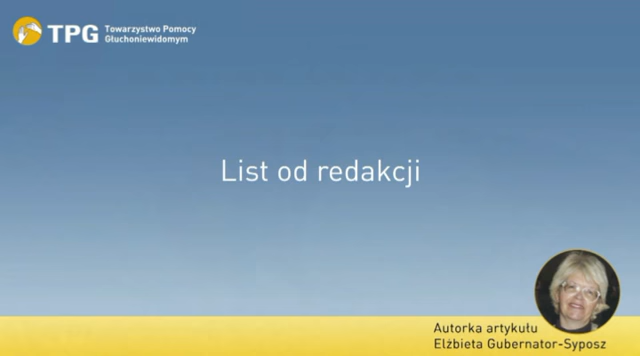 TPG Towarzystwo Pomocy
Głuchoniewidomym
List od redakcji
Autorka artykułu
Elżbieta Gubernator-Syposz